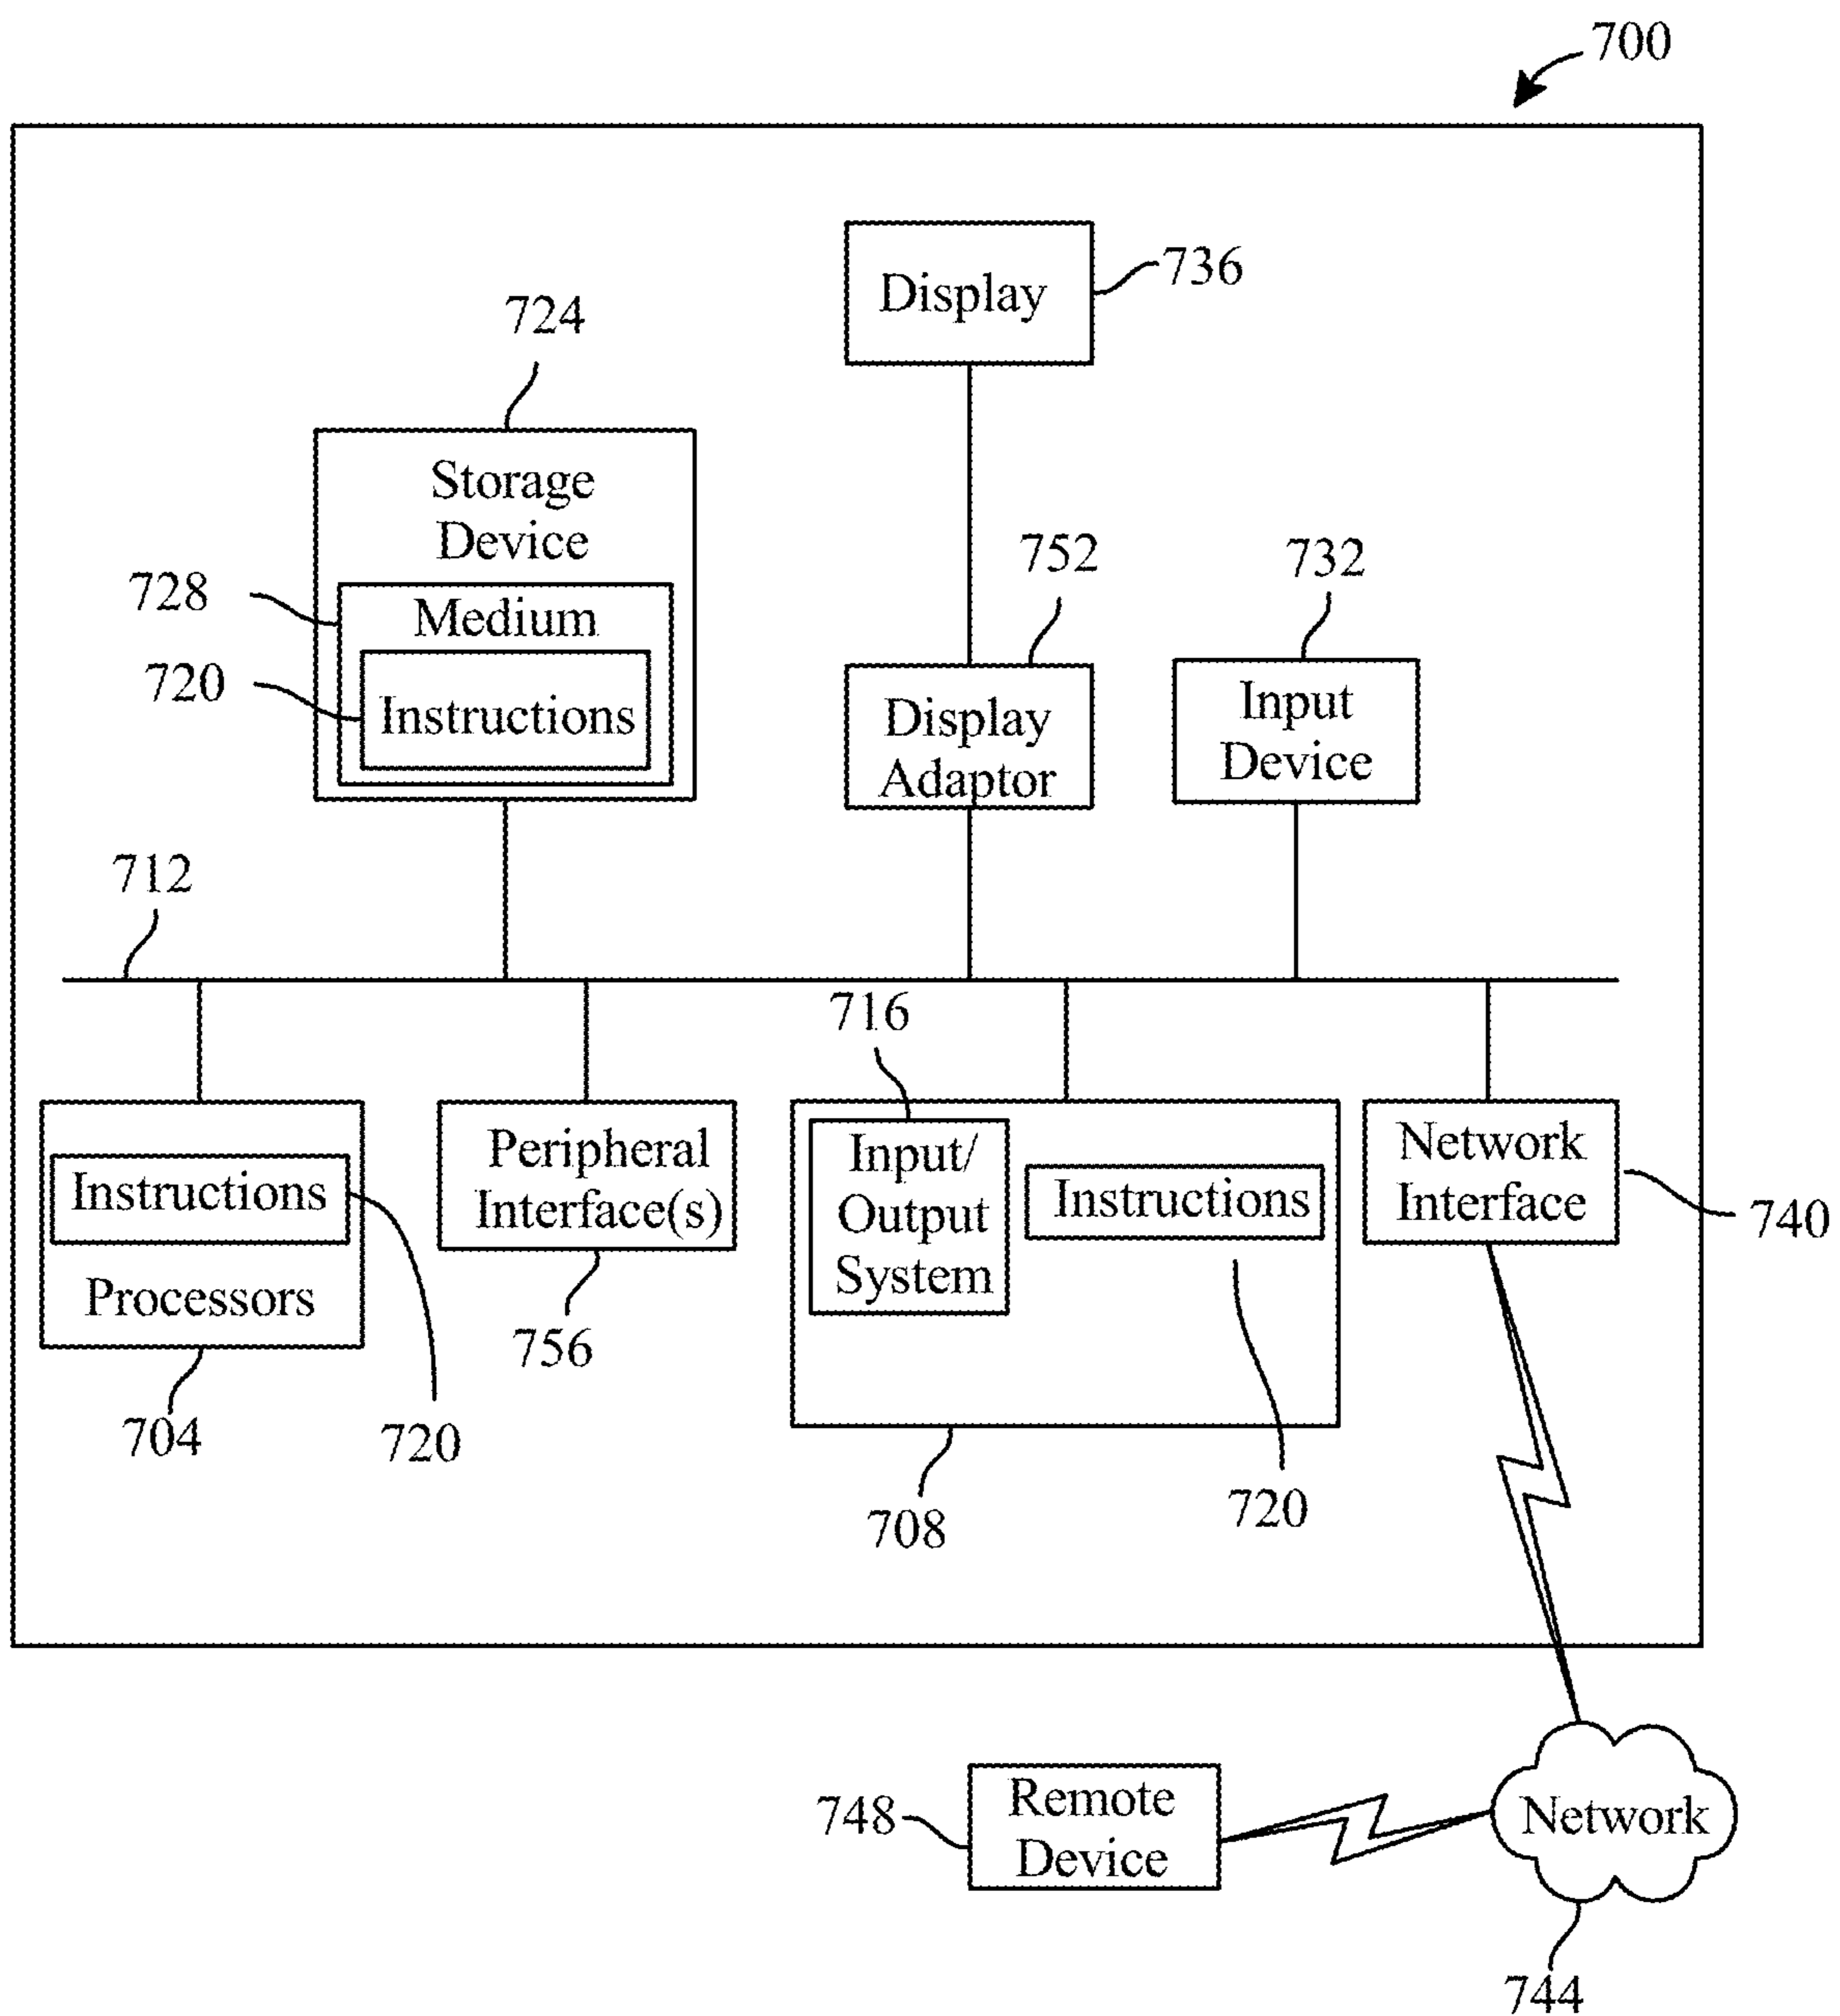 700
Display
736
724
Storage
Device
728
Medium
720
Instructions
752
Display
Adaptor
732
Input
Device
712
716
Instructions
Processors
704
720
Peripheral
Interface(s)
756
Input/
Output
System
Instructions
708
720
Network
Interface
740
748
Remote
Device
Network
744